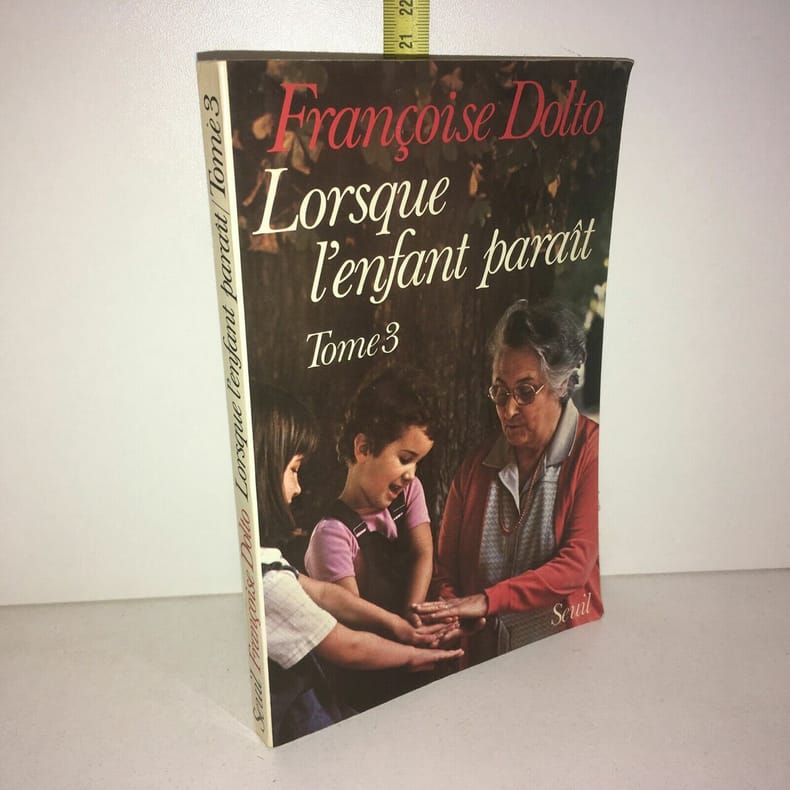 22
21
Françoise Dolto
Lorsque
l'enfant paraît
Tome 3
Seuil
Seuil Françoise Dolto Lorsque l'enfant paraît / Tome 3